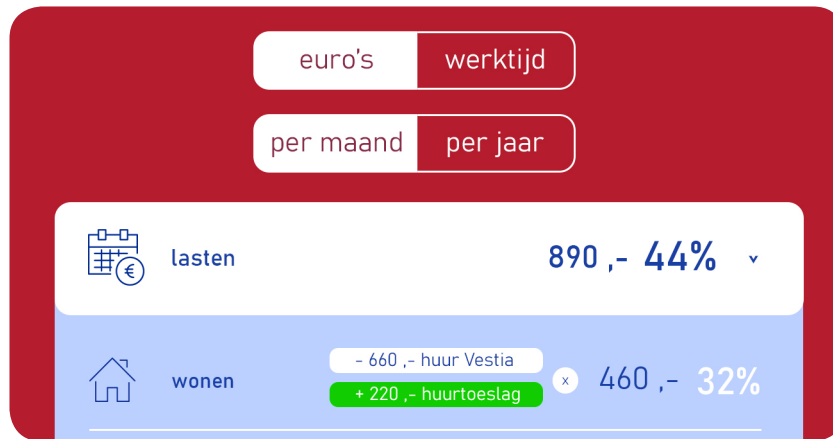 euro's werktijd
per maand per jaar
lasten 890 ,- 44% v
- 660 ,- huur Vestia
wonen x 460 ,- 32%
+ 220 ,- huurtoeslag